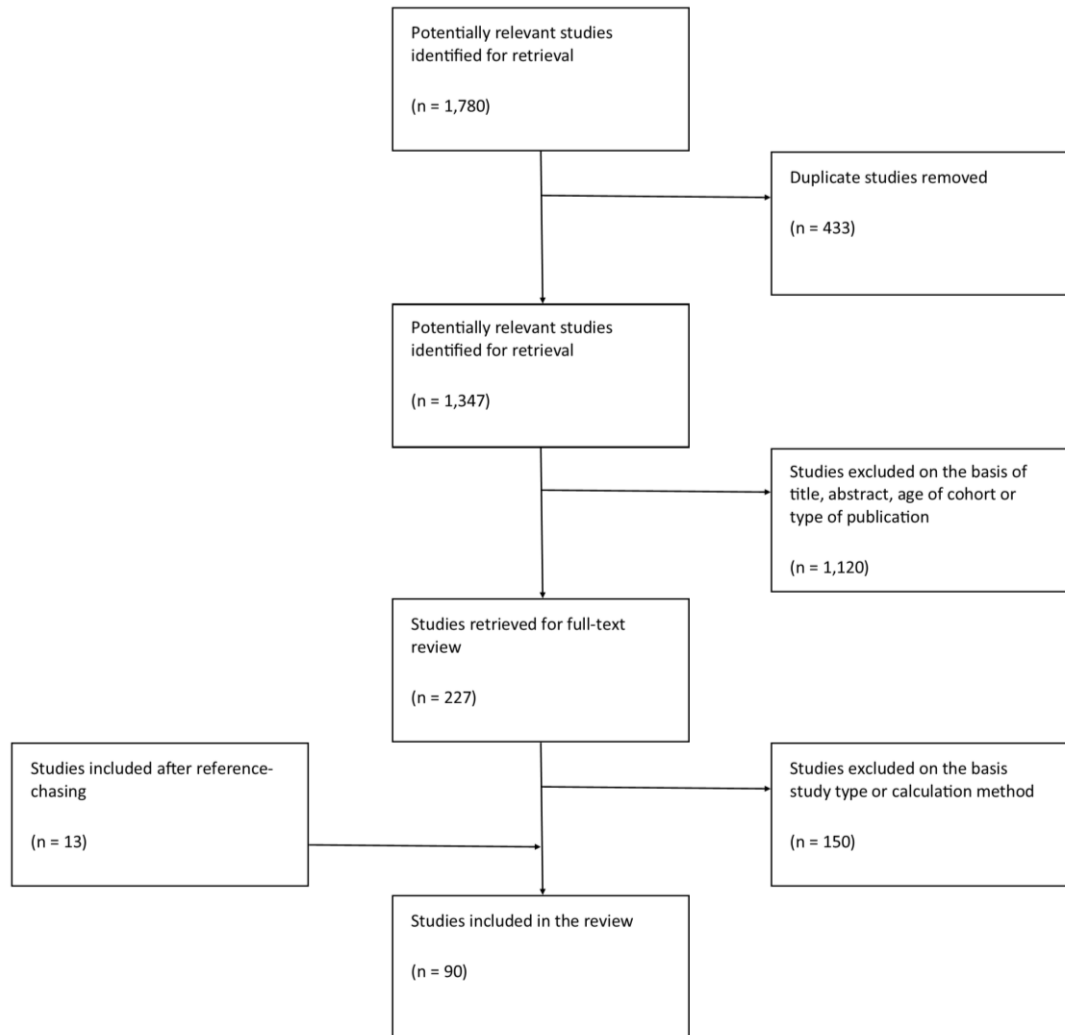 Potentially relevant studies
identified for retrieval
(n = 1,780)
Duplicate studies removed
(n = 433)
Potentially relevant studies
identified for retrieval
(n = 1,347)
Studies excluded on the basis of
title, abstract, age of cohort or
type of publication
(n = 1,120)
Studies retrieved for full-text
review
(n = 227)
Studies included after reference-
chasing
(n = 13)
Studies excluded on the basis
study type or calculation method
(n = 150)
Studies included in the review
(n = 90)